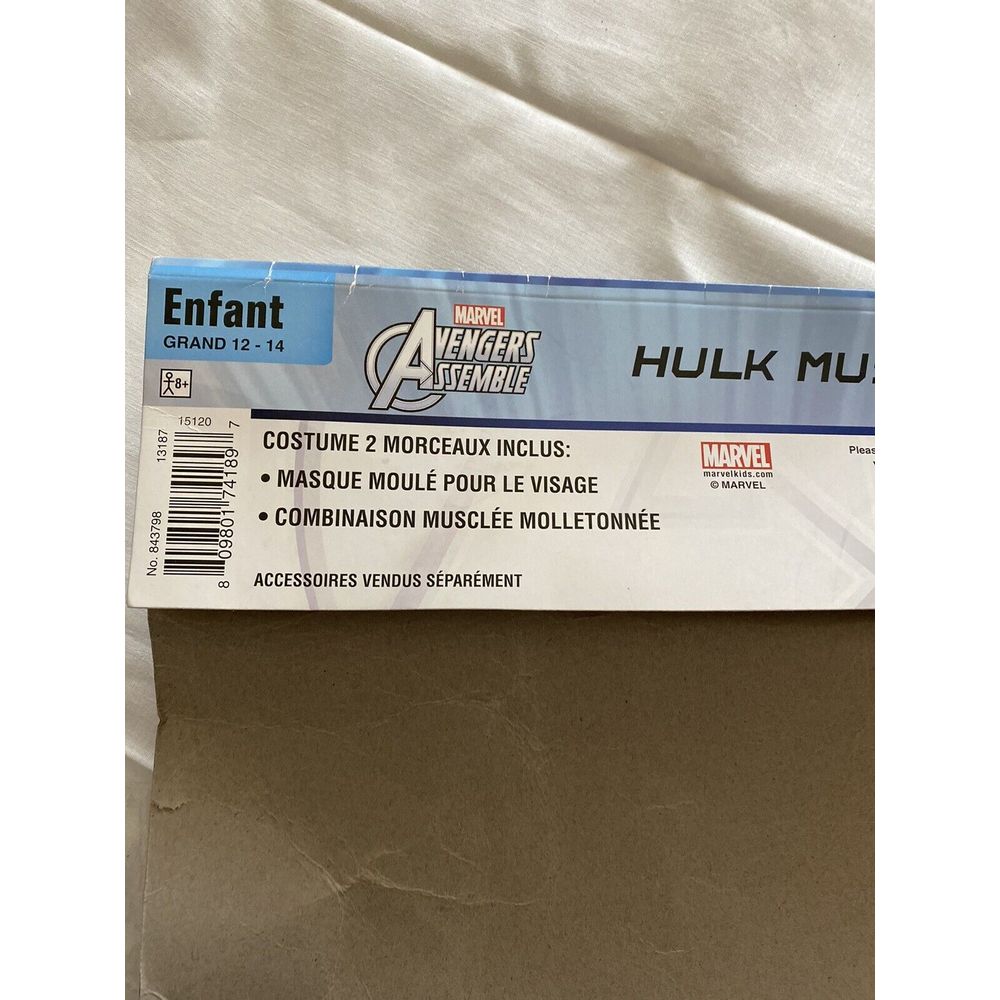 Enfant
GRAND 12 - 14
8+
MARVEL
AVENGERS
ASSEMBLE
HULK
15120
13187
No. 843798
8 09801 74189 7
COSTUME 2 MORCEAUX INCLUS:
• MASQUE MOULÉ POUR LE VISAGE
• COMBINAISON MUSCLÉE MOLLETONNÉE
ACCESSOIRES VENDUS SÉPARÉMENT
MARVEL
marvelkids.com
© MARVEL
Pleas